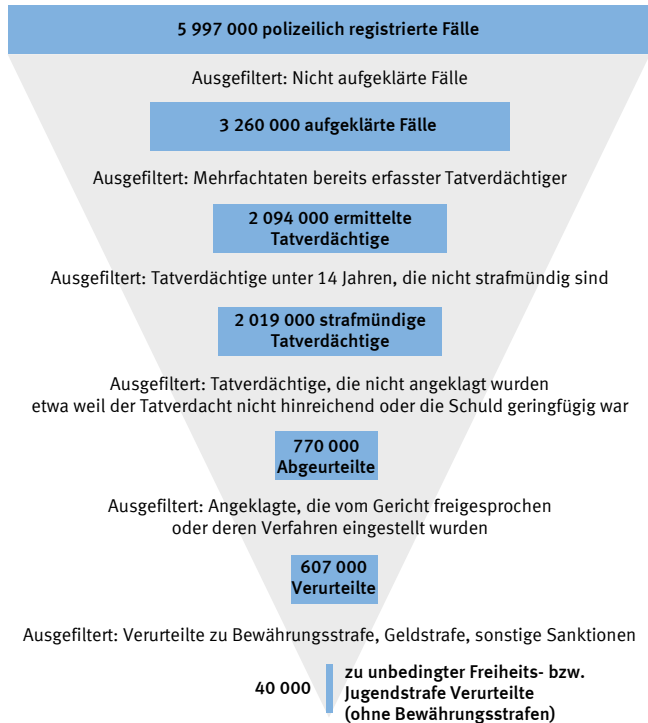 5 997 000 polizeilich registrierte Fälle
Ausgefiltert: Nicht aufgeklärte Fälle
3 260 000 aufgeklärte Fälle
Ausgefiltert: Mehrfachtaten bereits erfasster Tatverdächtiger
2 094 000 ermittelte
Tatverdächtige
Ausgefiltert: Tatverdächtige unter 14 Jahren, die nicht strafmündig sind
2 019 000 strafmündige
Tatverdächtige
Ausgefiltert: Tatverdächtige, die nicht angeklagt wurden
etwa weil der Tatverdacht nicht hinreichend oder die Schuld geringfügig war
770 000
Abgeurteilte
Ausgefiltert: Angeklagte, die vom Gericht freigesprochen
oder deren Verfahren eingestellt wurden
607 000
Verurteilte
Ausgefiltert: Verurteilte zu Bewährungsstrafe, Geldstrafe, sonstige Sanktionen
40 000
zu unbedingter Freiheits- bzw.
Jugendstrafe Verurteilte
(ohne Bewährungsstrafen)